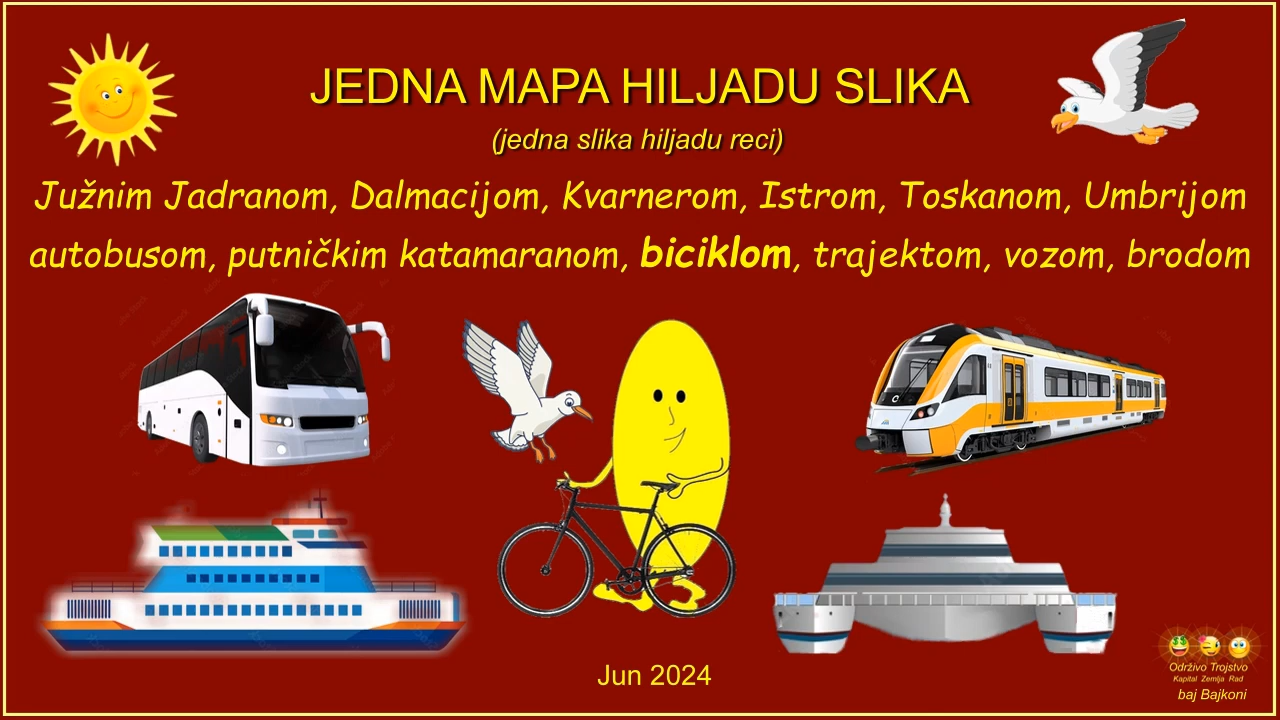 JEDNA MAPA HILJADU SLIKA
(jedna slika hiljadu reci)
Južnim Jadranom, Dalmacijom, Kvarnerom, Istrom, Toskanom, Umbrijom
autobusom, putničkim katamaranom, biciklom, trajektom, vozom, brodom
Jun 2024
Održivo Trojstvo
Kapital Zemlja Rad
baj Bajkoni